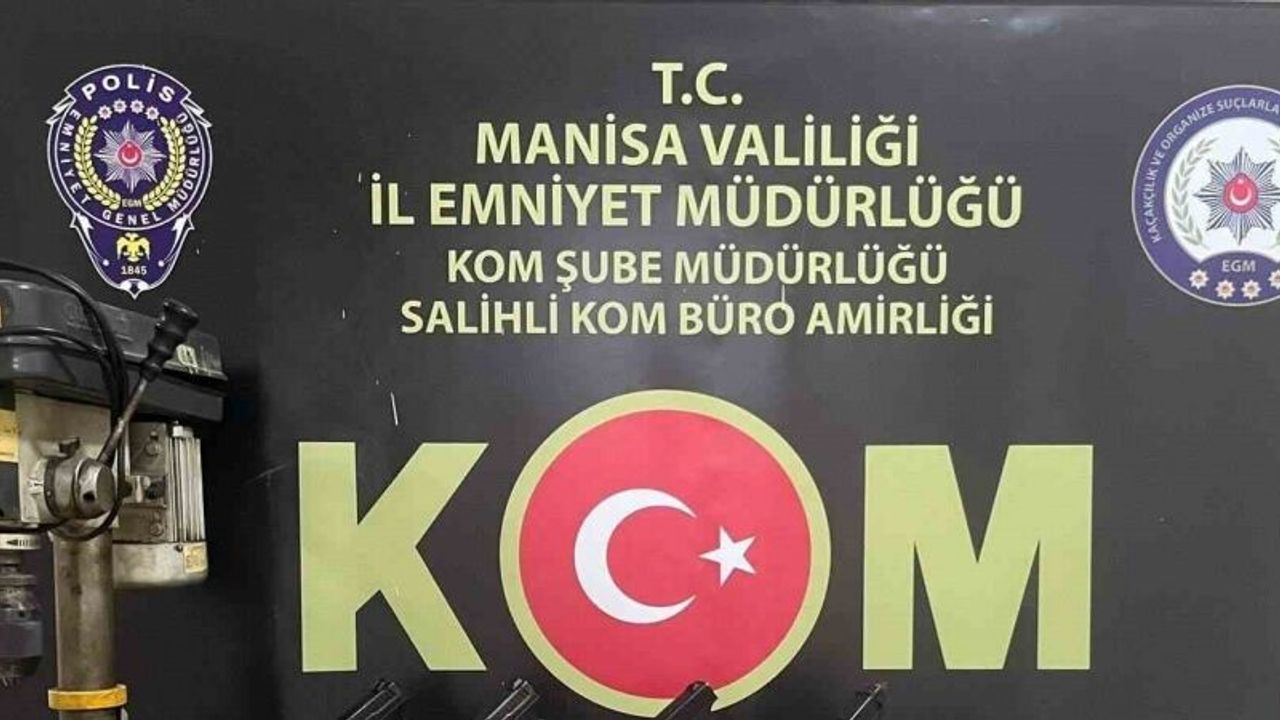 T.C.
MANİSA VALİLİĞİ
İL EMNİYET MÜDÜRLÜĞÜ
KOM ŞUBE MÜDÜRLÜĞÜ
SALİHLİ KOM BÜRO AMİRLİĞİ
KOM
POLİS
EMNİYET GENEL MÜDÜRLÜĞÜ
EGM
1845
KAÇAKÇILIK VE ORGANİZE SUÇLARLA
EGM